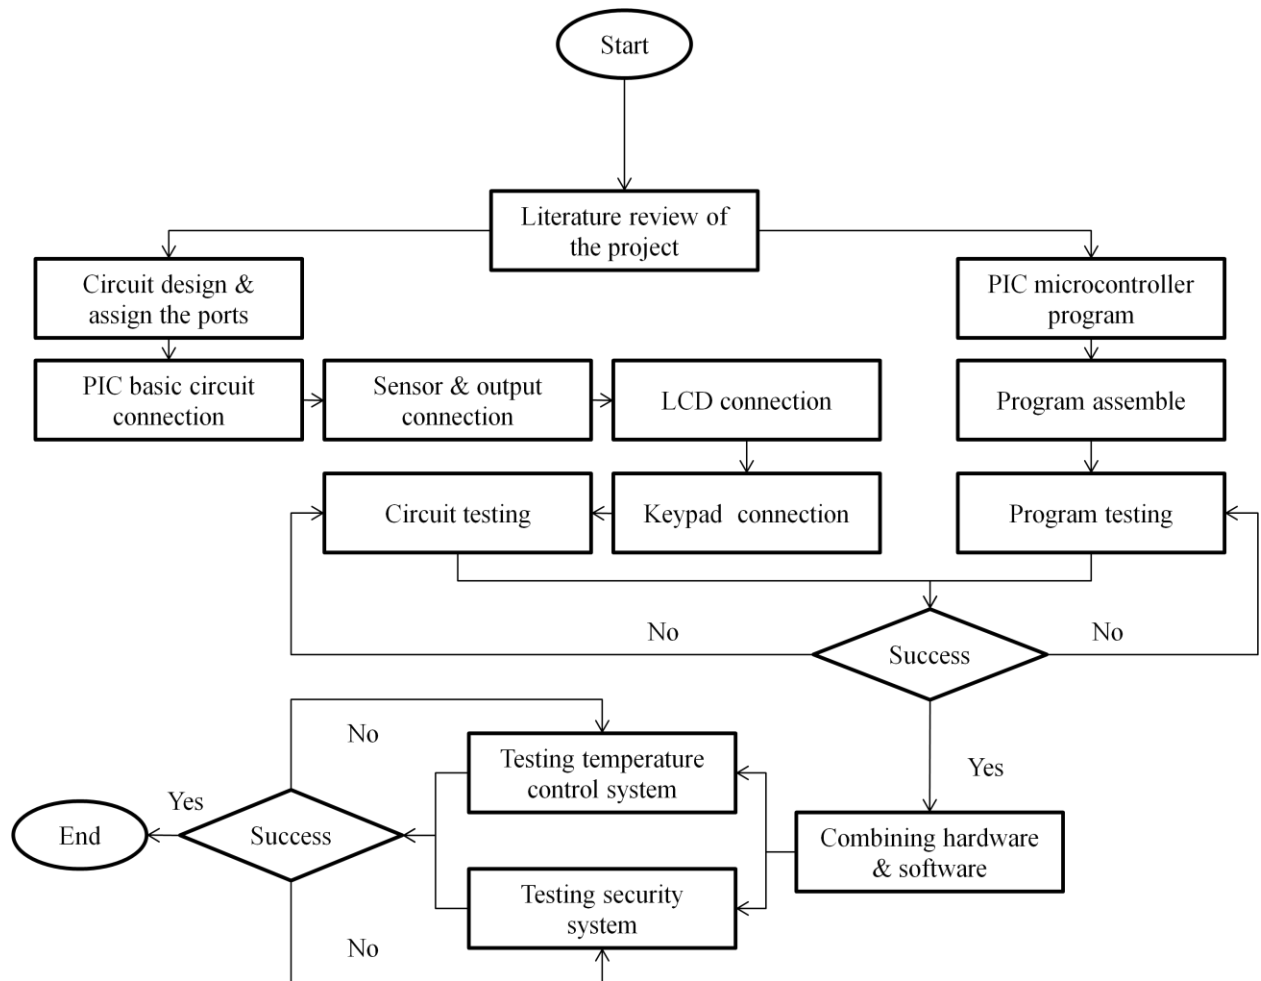 Start
Literature review of
the project
Circuit design &
assign the ports
PIC microcontroller
program
PIC basic circuit
connection
Sensor & output
connection
LCD connection
Program assemble
Circuit testing
Keypad connection
Program testing
No
Success
No
No
Testing temperature
control system
Yes
Yes
End
Success
Combining hardware
& software
Testing security
system
No